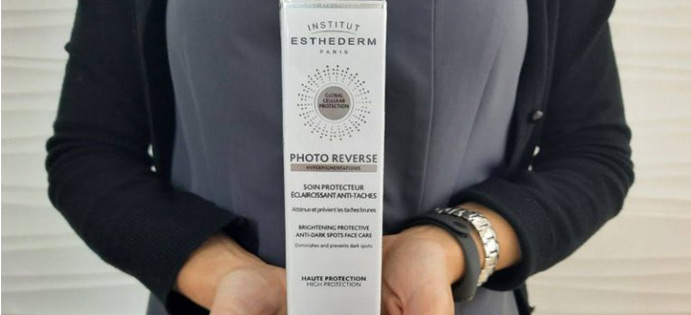 INSTITUT
ESTHEDERM
PARIS
GLOBAL
CELLULAR
PROTECTION
PHOTO REVERSE
HYPERPIGMENTATIONS
SOIN PROTECTEUR
ÉCLAIRCISSANT ANTI-TACHES
Atténue et prévient les taches brunes
BRIGHTENING PROTECTIVE
ANTI-DARK SPOTS FACE CARE
Diminishes and prevents dark spots
HAUTE PROTECTION
HIGH PROTECTION